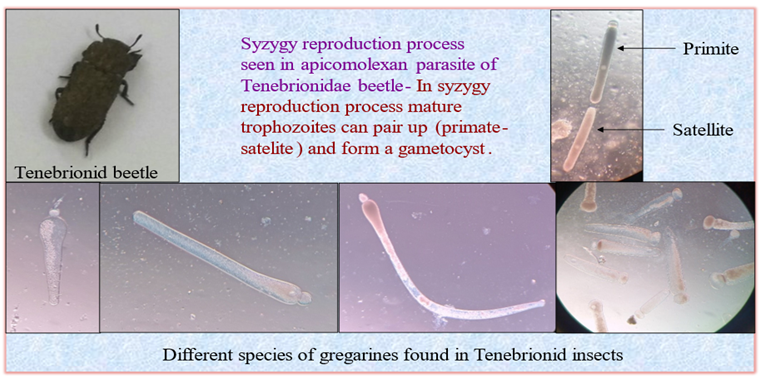 Syzygy reproduction process
seen in apicomolexan parasite of
Tenebrionidae beetle- In syzygy
reproduction process mature
trophozoites can pair up (primate-
satelite ) and form a gametocyst .
Primite
Satellite
Tenebrionid beetle
Different species of gregarines found in Tenebrionid insects